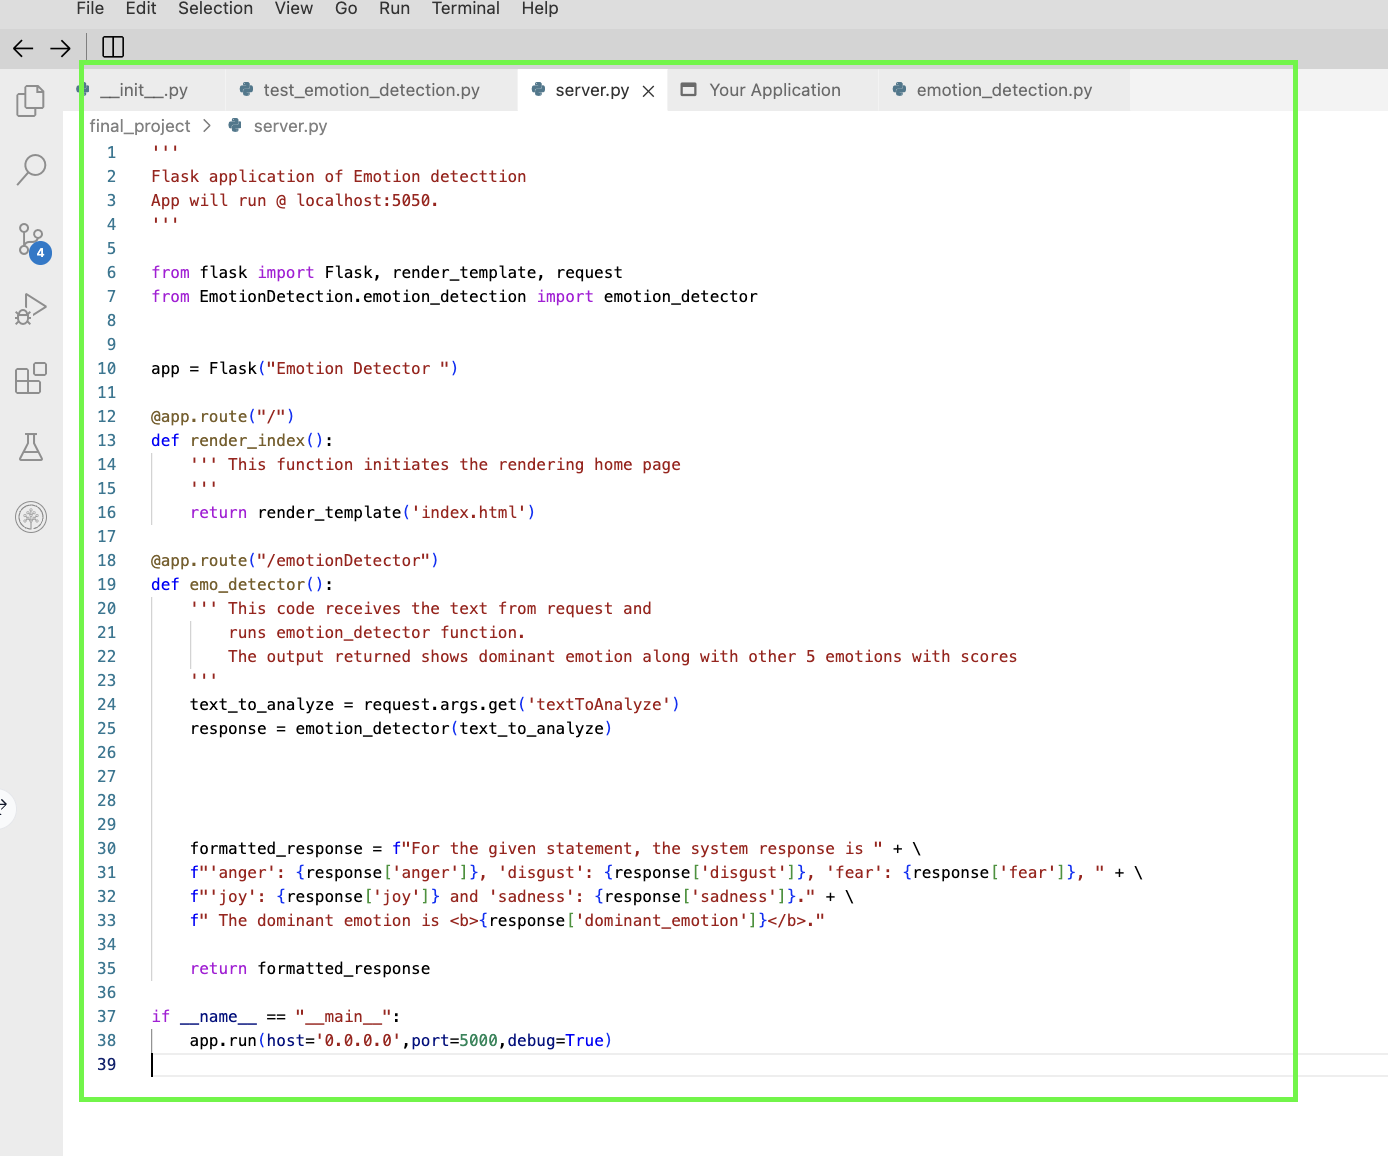 File Edit Selection View Go Run Terminal Help
__init__.py test_emotion_detection.py server.py Your Application emotion_detection.py
final_project > server.py
1 '''
2 Flask application of Emotion detecttion
3 App will run @ localhost:5050.
4 '''
5
6 from flask import Flask, render_template, request
7 from EmotionDetection.emotion_detection import emotion_detector
8
9
10 app = Flask("Emotion Detector ")
11
12 @app.route("/")
13 def render_index():
14     ''' This function initiates the rendering home page
15     '''
16     return render_template('index.html')
17
18 @app.route("/emotionDetector")
19 def emo_detector():
20     ''' This code receives the text from request and
21         runs emotion_detector function.
22         The output returned shows dominant emotion along with other 5 emotions with scores
23     '''
24     text_to_analyze = request.args.get('textToAnalyze')
25     response = emotion_detector(text_to_analyze)
26
27
28
29
30     formatted_response = f"For the given statement, the system response is " + \
31     f"'anger': {response['anger']}, 'disgust': {response['disgust']}, 'fear': {response['fear']}, " + \
32     f"'joy': {response['joy']} and 'sadness': {response['sadness']}." + \
33     f" The dominant emotion is <b>{response['dominant_emotion']}</b>."
34
35     return formatted_response
36
37 if __name__ == "__main__":
38     app.run(host='0.0.0.0',port=5000,debug=True)
39
4